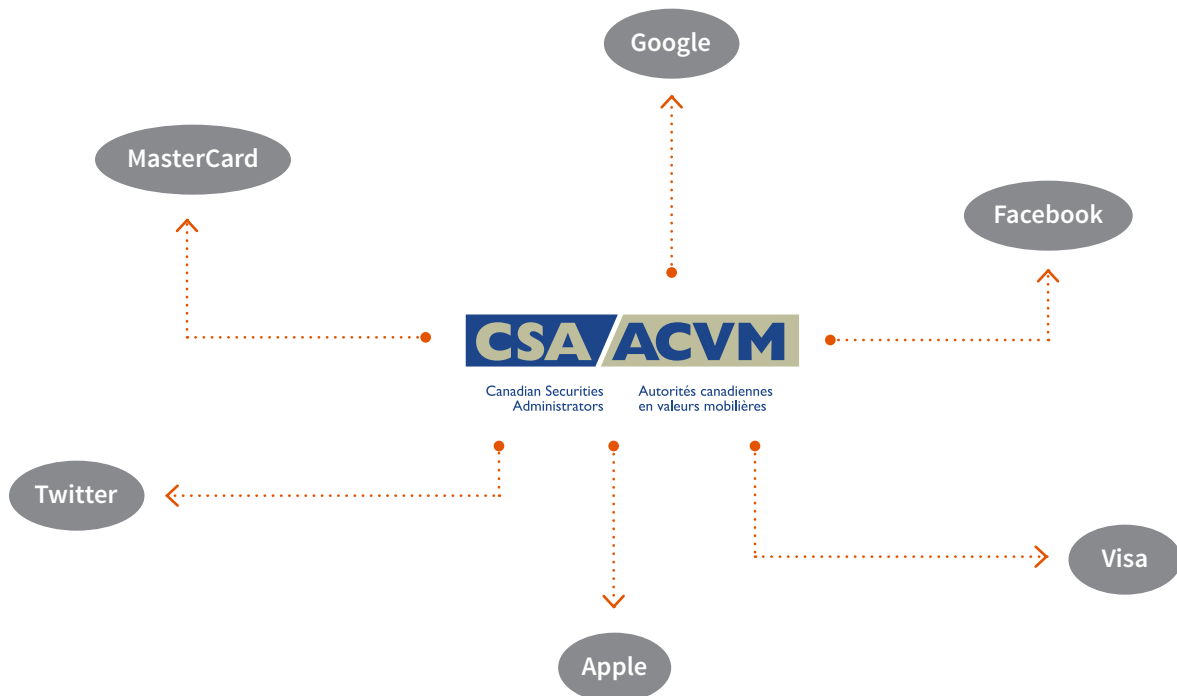 Google
MasterCard
Facebook
CSA/ACVM
Canadian Securities
Administrators
Autorités canadiennes
en valeurs mobilières
Twitter
Visa
Apple